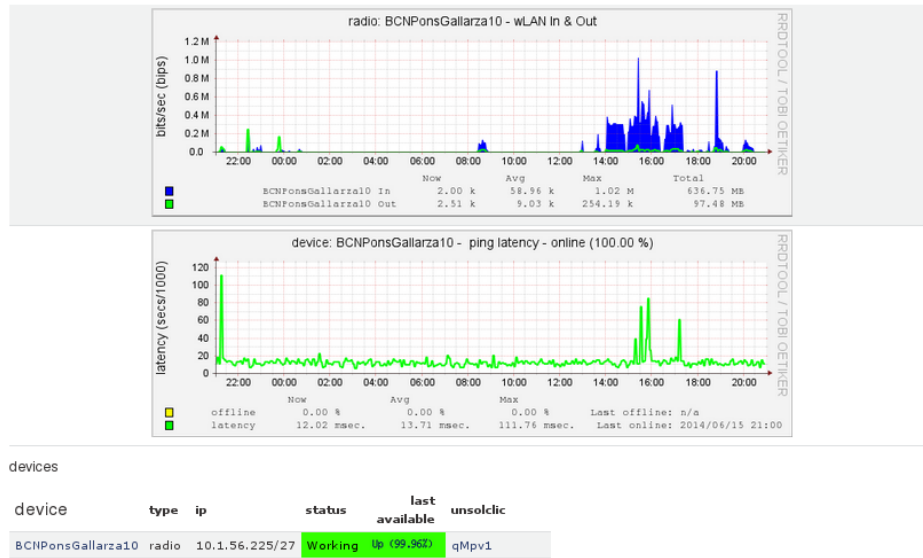 radio: BCNPonsGallarza10 - wLAN In & Out
RRDTOOL / TOBI OETIKER
bits/sec (bips)
1.2 M
1.0 M
0.8 M
0.6 M
0.4 M
0.2 M
0.0
22:00 00:00 02:00 04:00 06:00 08:00 10:00 12:00 14:00 16:00 18:00 20:00
Now Avg Max Total
BCNPonsGallarza10 In 2.00 k 58.96 k 1.02 M 636.75 MB
BCNPonsGallarza10 Out 2.51 k 9.03 k 254.19 k 97.48 MB
device: BCNPonsGallarza10 - ping latency - online (100.00 %)
RRDTOOL / TOBI OETIKER
latency (secs/1000)
120
100
80
60
40
20
0
22:00 00:00 02:00 04:00 06:00 08:00 10:00 12:00 14:00 16:00 18:00 20:00
Now Avg Max
offline 0.00 % 0.00 % 0.00 % Last offline: n/a
latency 12.02 msec. 13.71 msec. 111.76 msec. Last online: 2014/06/15 21:00
devices
device type ip status last available unsolclic
BCNPonsGallarza10 radio 10.1.56.225/27 Working Up (99.96%) qMpv1